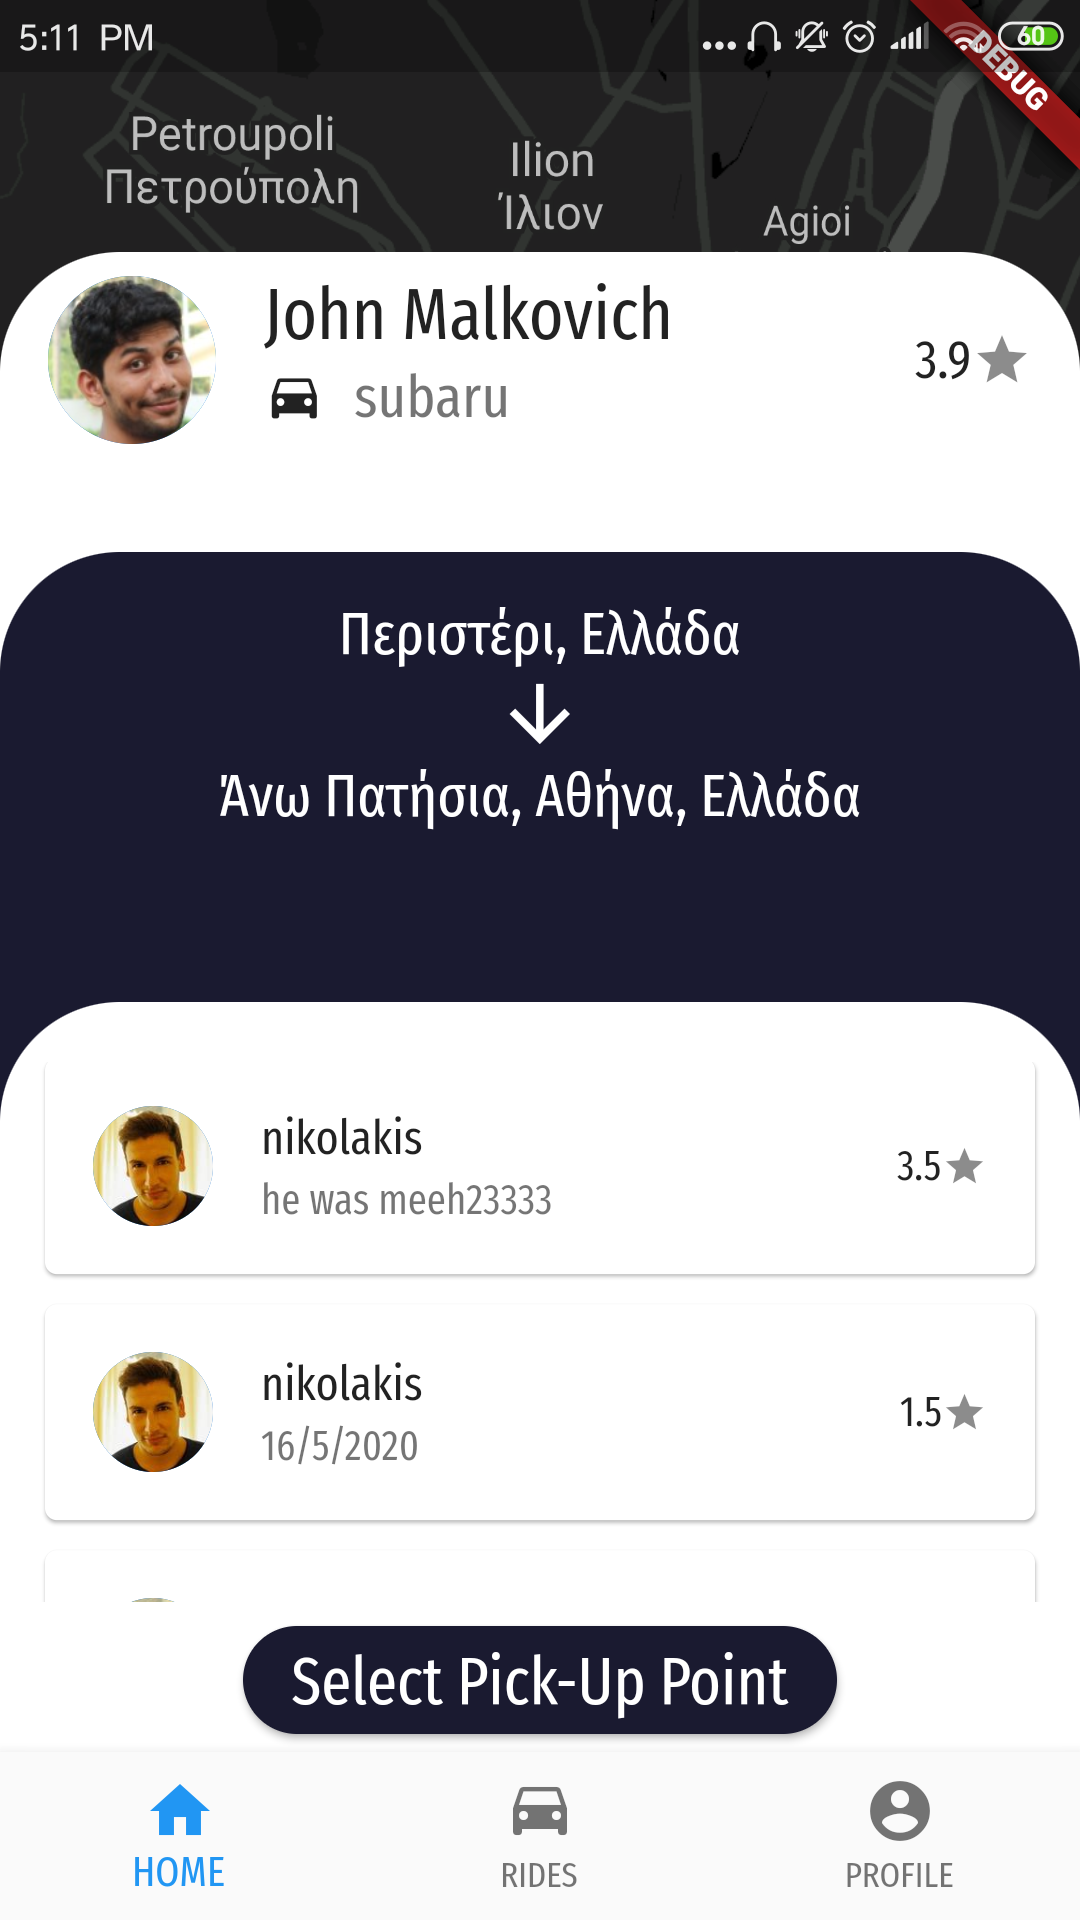 5:11 PM
60
DEBUG
Petroupoli
Πετρούπολη
Ilion
Ίλιον
Agioi
John Malkovich
subaru
3.9
Περιστέρι, Ελλάδα
Άνω Πατήσια, Αθήνα, Ελλάδα
nikolakis
he was meeh23333
3.5
nikolakis
16/5/2020
1.5
Select Pick-Up Point
HOME
RIDES
PROFILE